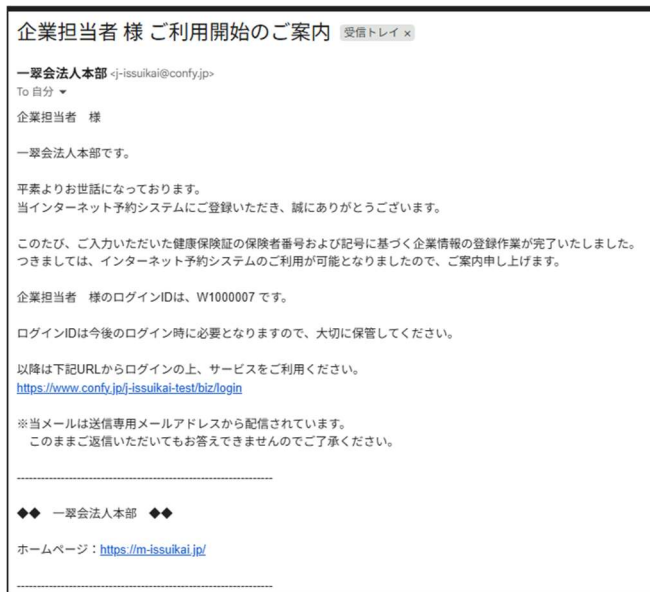 企業担当者 様 ご利用開始のご案内 受信トレイ ×
一翠会法人本部 <j-issuikai@confy.jp>
To 自分
企業担当者　様
一翠会法人本部です。
平素よりお世話になっております。
当インターネット予約システムにご登録いただき、誠にありがとうございます。
このたび、ご入力いただいた健康保険証の保険者番号および記号に基づく企業情報の登録作業が完了いたしました。
つきましては、インターネット予約システムのご利用が可能となりましたので、ご案内申し上げます。
企業担当者　様のログインIDは、W1000007 です。
ログインIDは今後のログイン時に必要となりますので、大切に保管してください。
以降は下記URLからログインの上、サービスをご利用ください。
https://www.confy.jp/j-issuikai-test/biz/login
※当メールは送信専用メールアドレスから配信されています。
このままご返信いただいてもお答えできませんのでご了承ください。
----------------------------------------------------------------
◆◆　一翠会法人本部　◆◆
ホームページ：https://m-issuikai.jp/
----------------------------------------------------------------